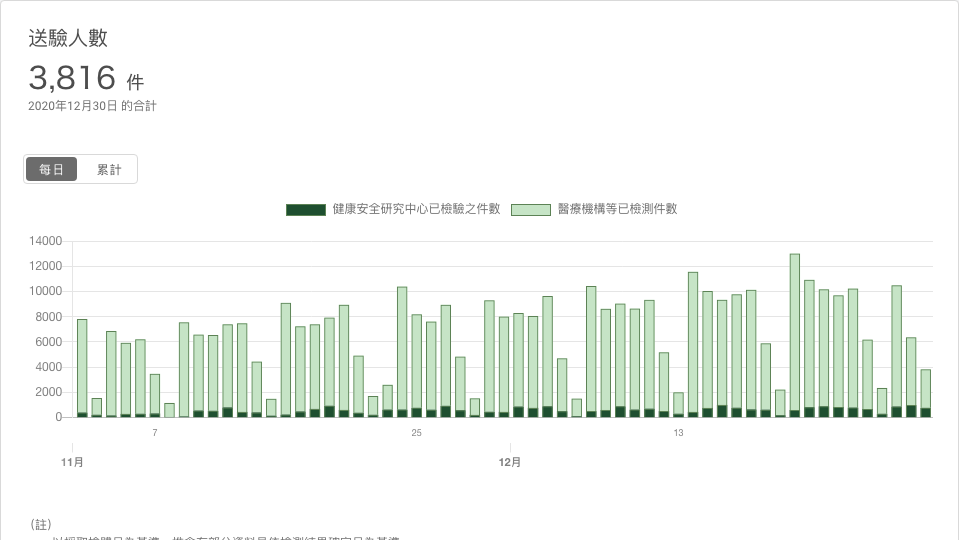 送驗人數
3,816 件
2020年12月30日 的合計
每日 累計
健康安全研究中心已檢驗之件數 醫療機構等已檢測件數
14000
12000
10000
8000
6000
4000
2000
0
7 25 13
11月 12月
(註)